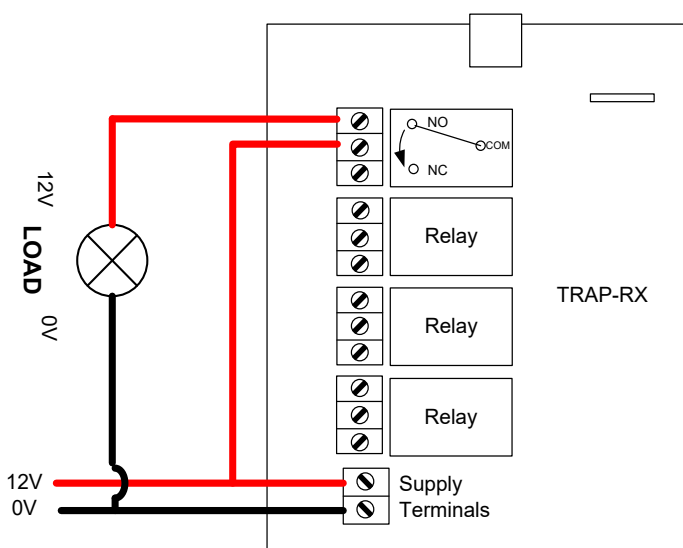 NO
COM
NC
12V
LOAD
0V
Relay
TRAP-RX
Relay
Relay
12V
0V
Supply
Terminals